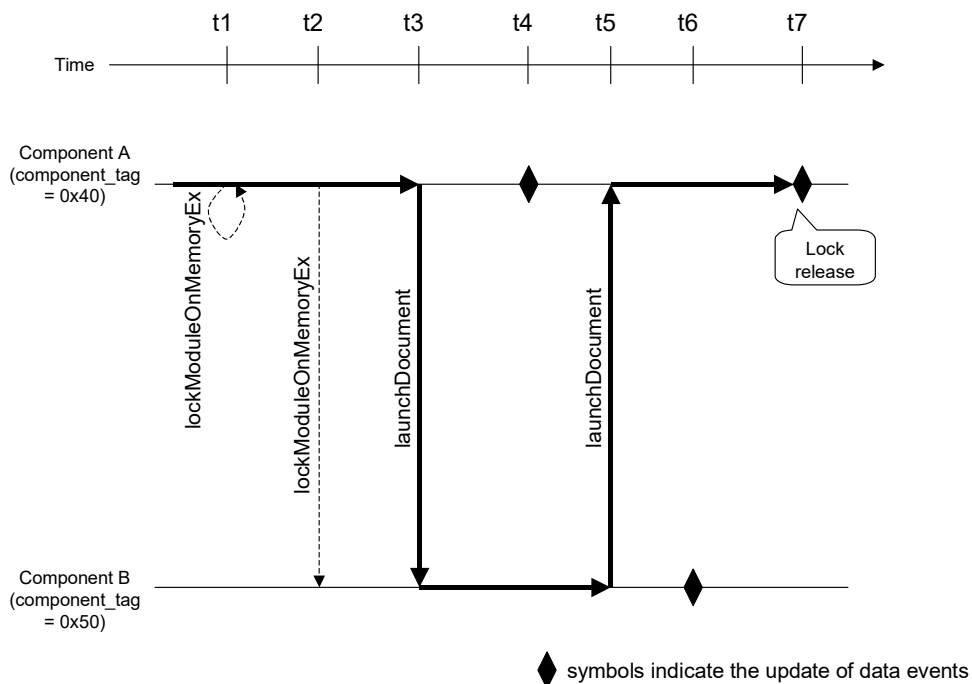 t1 t2 t3 t4 t5 t6 t7
Time
Component A
(component_tag
= 0x40)
lockModuleOnMemoryEx
lockModuleOnMemoryEx
launchDocument
launchDocument
Lock
release
Component B
(component_tag
= 0x50)
symbols indicate the update of data events